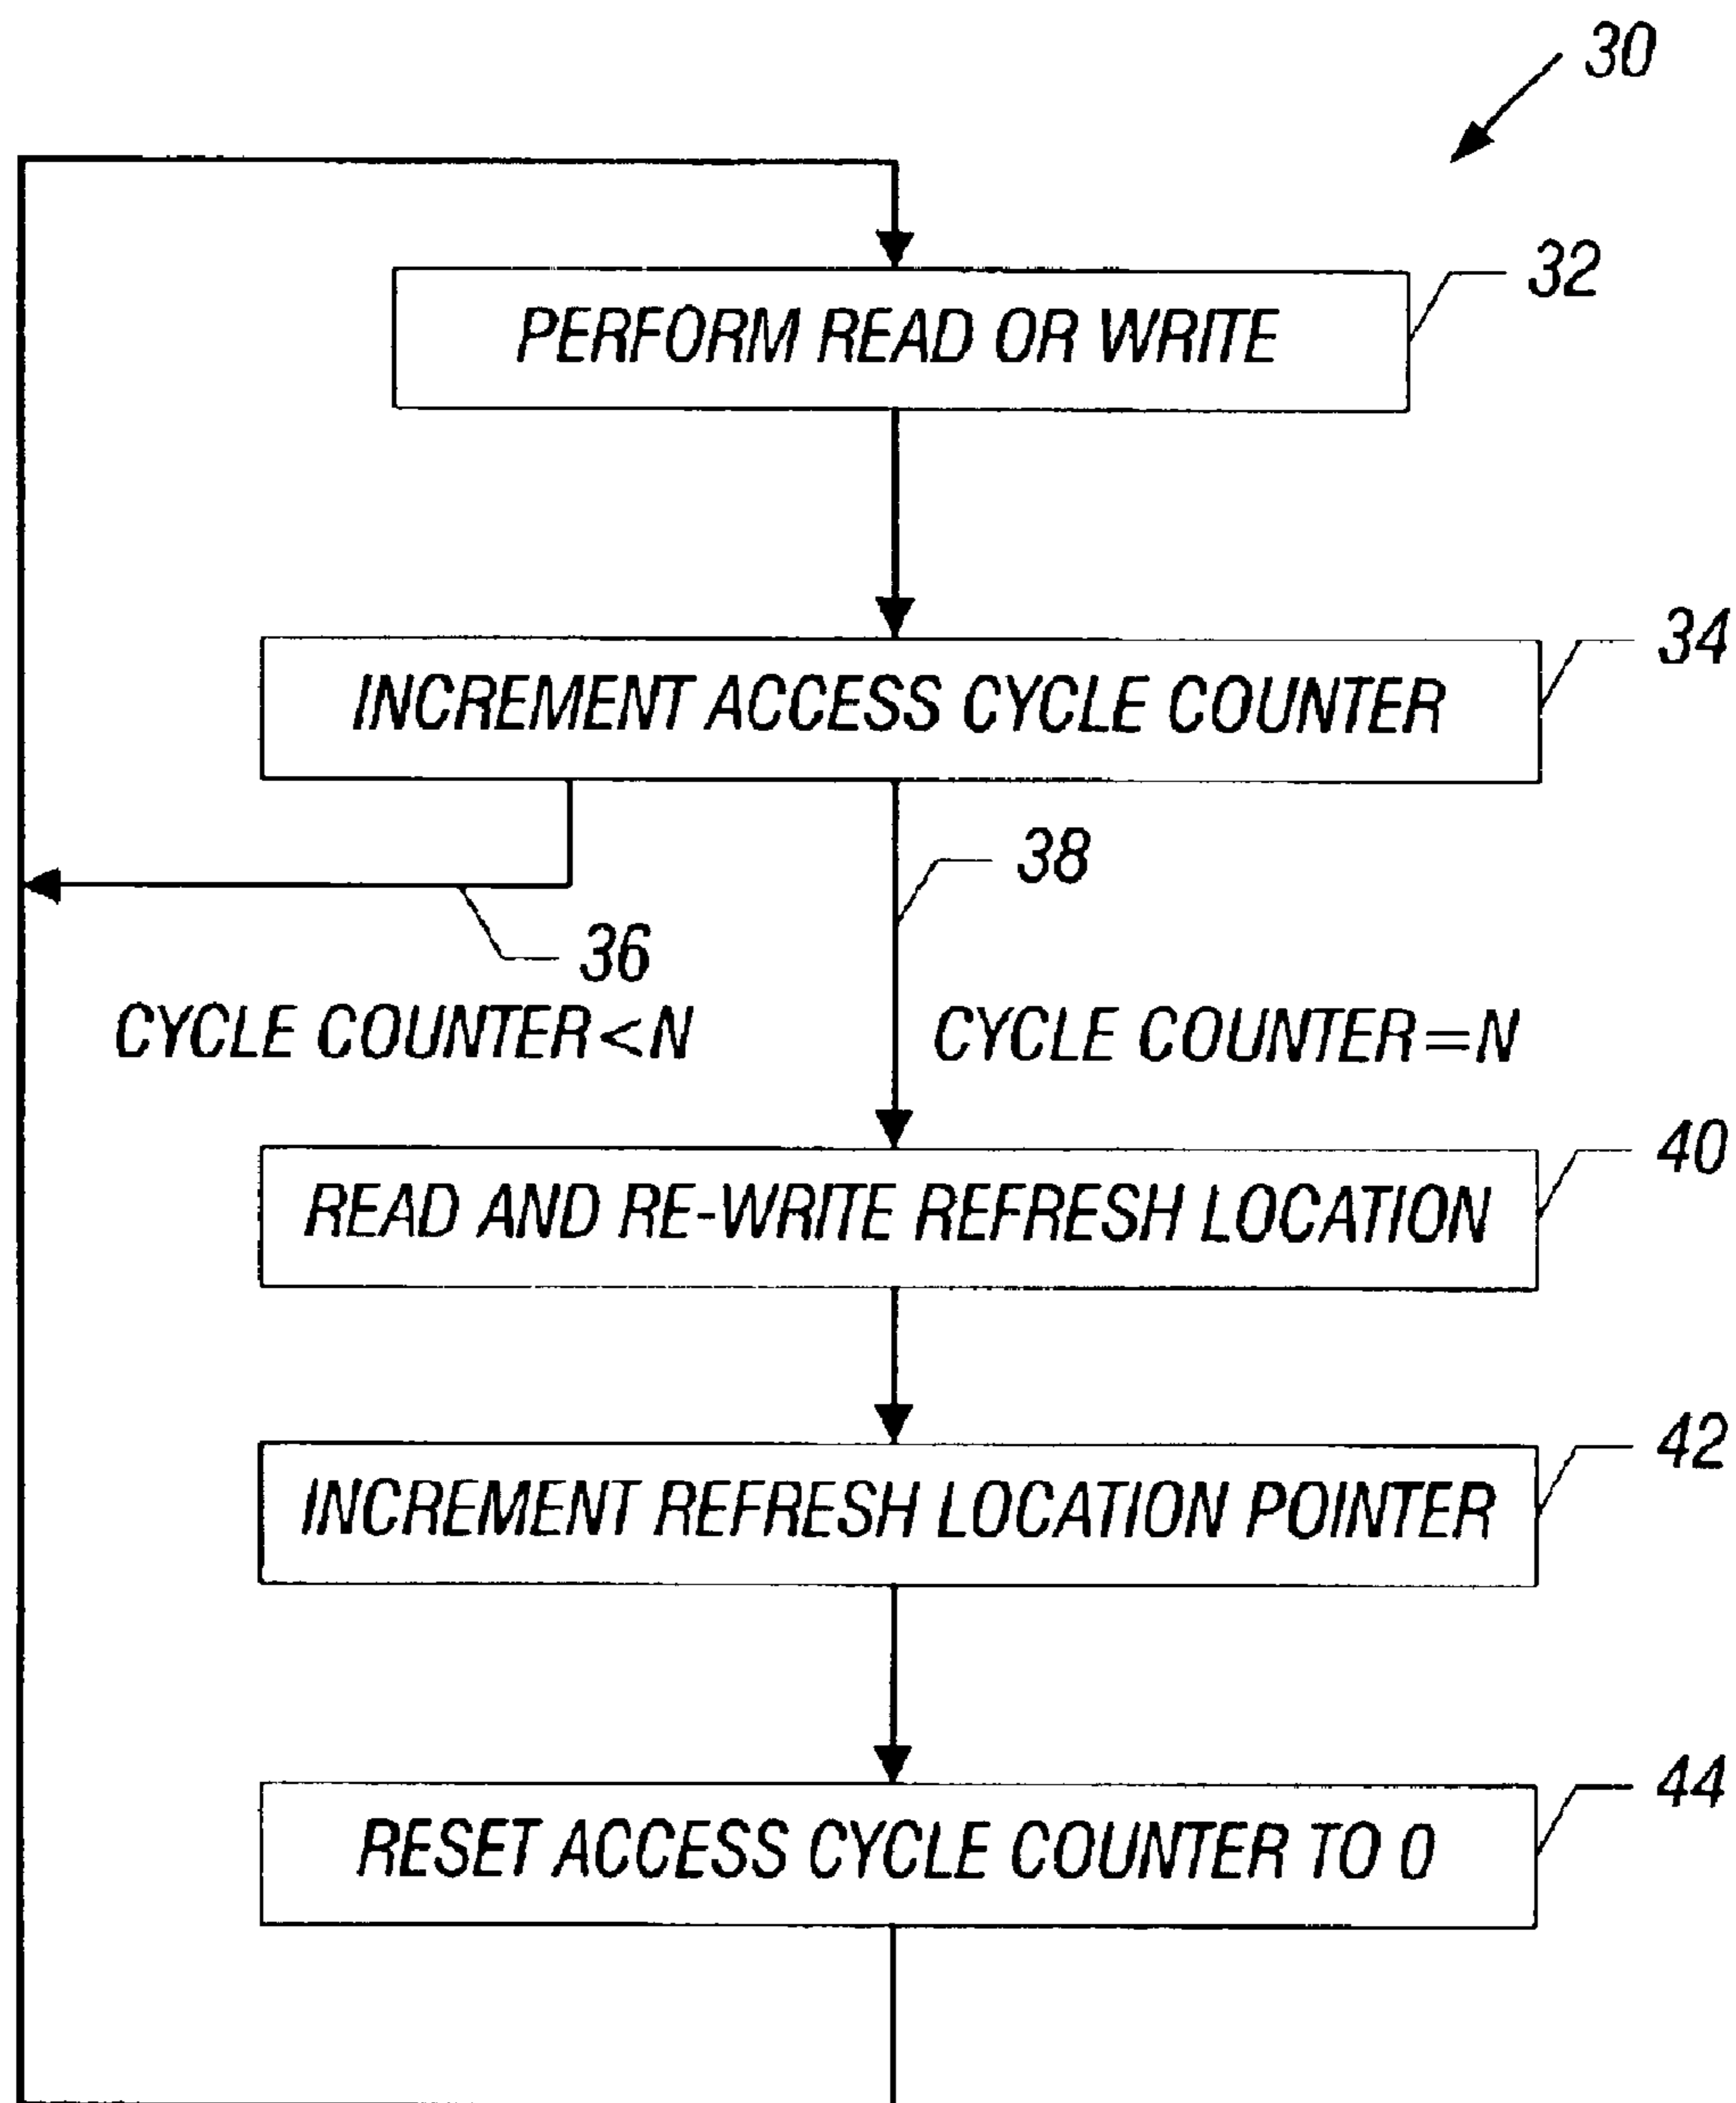 30
32
PERFORM READ OR WRITE
34
INCREMENT ACCESS CYCLE COUNTER
38
36
CYCLE COUNTER<N
CYCLE COUNTER=N
40
READ AND RE-WRITE REFRESH LOCATION
42
INCREMENT REFRESH LOCATION POINTER
44
RESET ACCESS CYCLE COUNTER TO 0